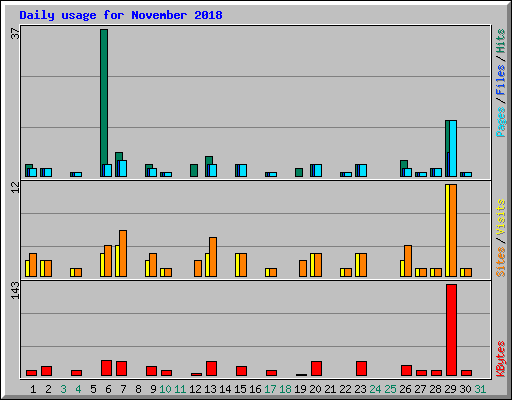 Daily usage for November 2018
37
Pages / Files / Hits
12
Sites / Visits
143
KBytes
1 2 3 4 5 6 7 8 9 10 11 12 13 14 15 16 17 18 19 20 21 22 23 24 25 26 27 28 29 30 31